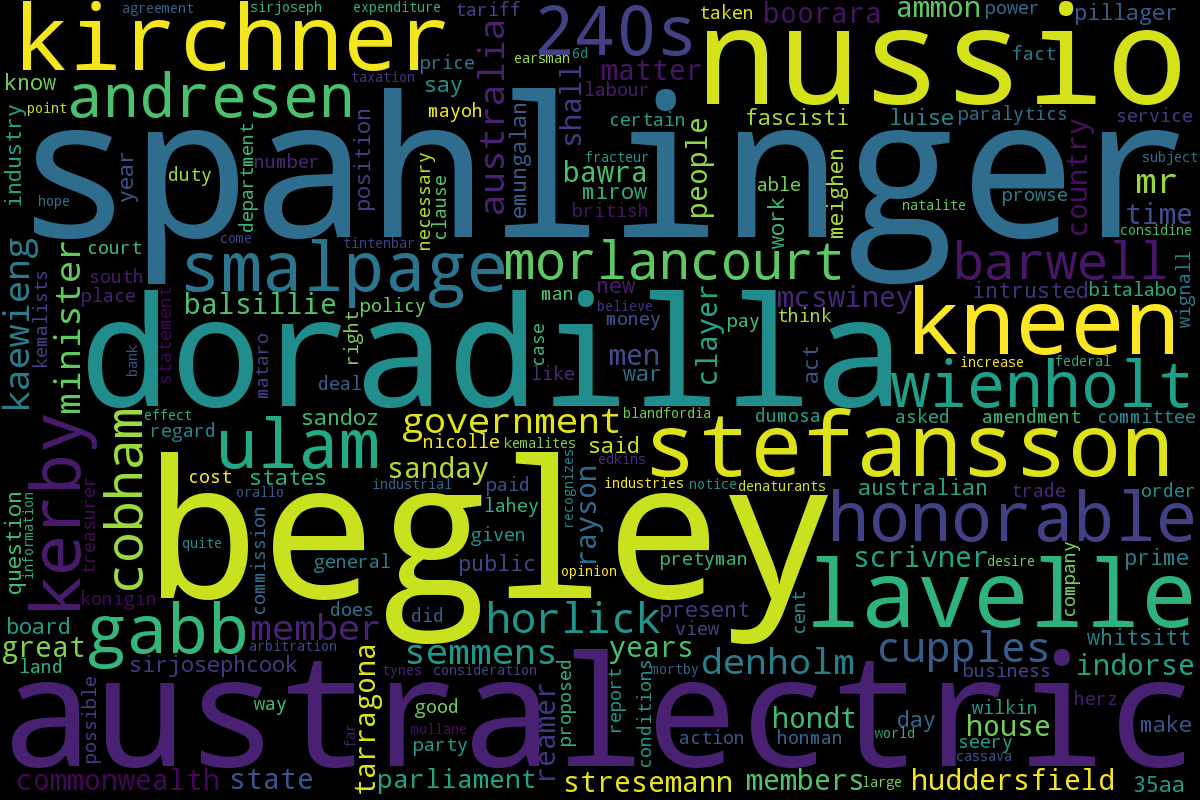 agreement
sirjoseph
expenditure
tariff
240s
taken
boorara
ammon
power
pillager
kirchner
nussio
know
point
andresen
taxation
price
say
mayoh
australia
earsman
6d
shall
matter
labour
fact
industry
spahlinger
year
duty
department
number
position
necessary
clause
emungalan
certain
people
fascisti
luise
paralytics
service
fracteur
bawra
mirow
british
able
work
meighen
natalite
prowse
country
subject
mr
time
considine
hope
kaewieng
kemalists
minister
court
south
place
statement
come
tintenbar
smalpage
morlancourt
barwell
balsillie
policy
man
new
believe
money
mcswiney
think
intrusted
bitalabo
wignall
doradilla
bank
mataro
deal
right
case
like
men
war
clayer
pay
act
kneen
increase
federal
wienholt
kerby
cobham
effect
regard
sandoz
ulam
government
nicolle
kemalites
said
blandfordia
dumosa
asked
amendment
committee
stefansson
cost
states
orallo
sanday
industrial
paid
lahey
given
recognizes
rayson
edkins
industries
notice
denaturants
australian
trade
order
honorable
question
information
treasurer
begley
quite
commission
general
public
opinion
pretyman
scrivner
desire
company
prime
lavelle
konigin
board
great
land
gabb
does
did
member
arbitration
horlick
present
view
cent
whitsitt
sirjosephcook
semmens
years
denholm
cupples
business
indorse
tynes
consideration
morby
australectric
possible
way
far
tarragona
good
mullane
party
reamer
proposed
report
conditions
action
hondt
honman
day
world
wilkin
house
seery
cassava
herz
make
commonwealth
state
parliament
stresemann
members
large
huddersfield
35aa